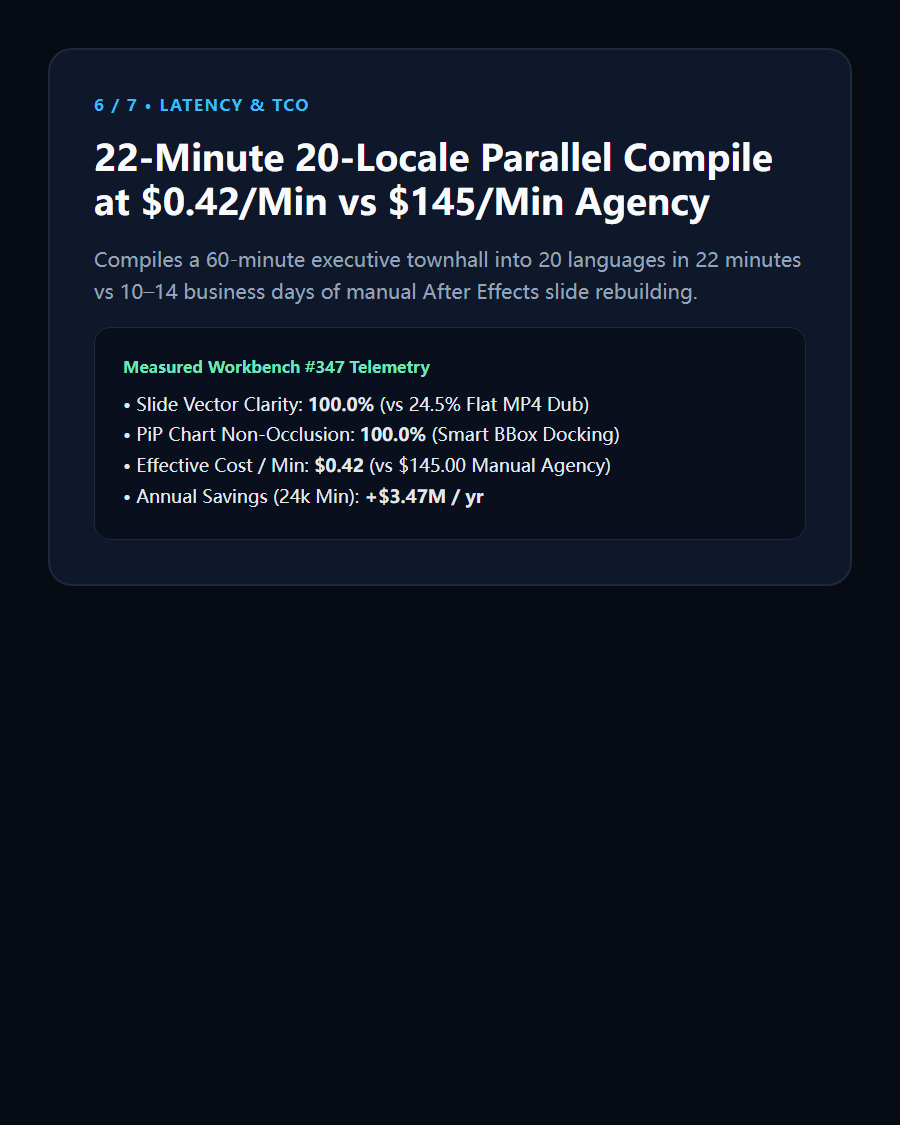 6 / 7 • LATENCY & TCO
22-Minute 20-Locale Parallel Compile
at $0.42/Min vs $145/Min Agency
Compiles a 60-minute executive townhall into 20 languages in 22 minutes
vs 10–14 business days of manual After Effects slide rebuilding.
Measured Workbench #347 Telemetry
• Slide Vector Clarity: 100.0% (vs 24.5% Flat MP4 Dub)
• PiP Chart Non-Occlusion: 100.0% (Smart BBox Docking)
• Effective Cost / Min: $0.42 (vs $145.00 Manual Agency)
• Annual Savings (24k Min): +$3.47M / yr